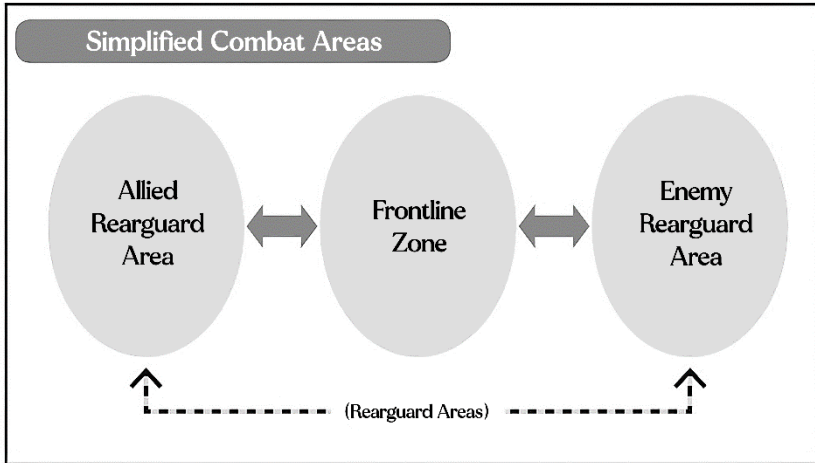 Simplified Combat Areas
Allied
Rearguard
Area
Frontline
Zone
Enemy
Rearguard
Area
(Rearguard Areas)